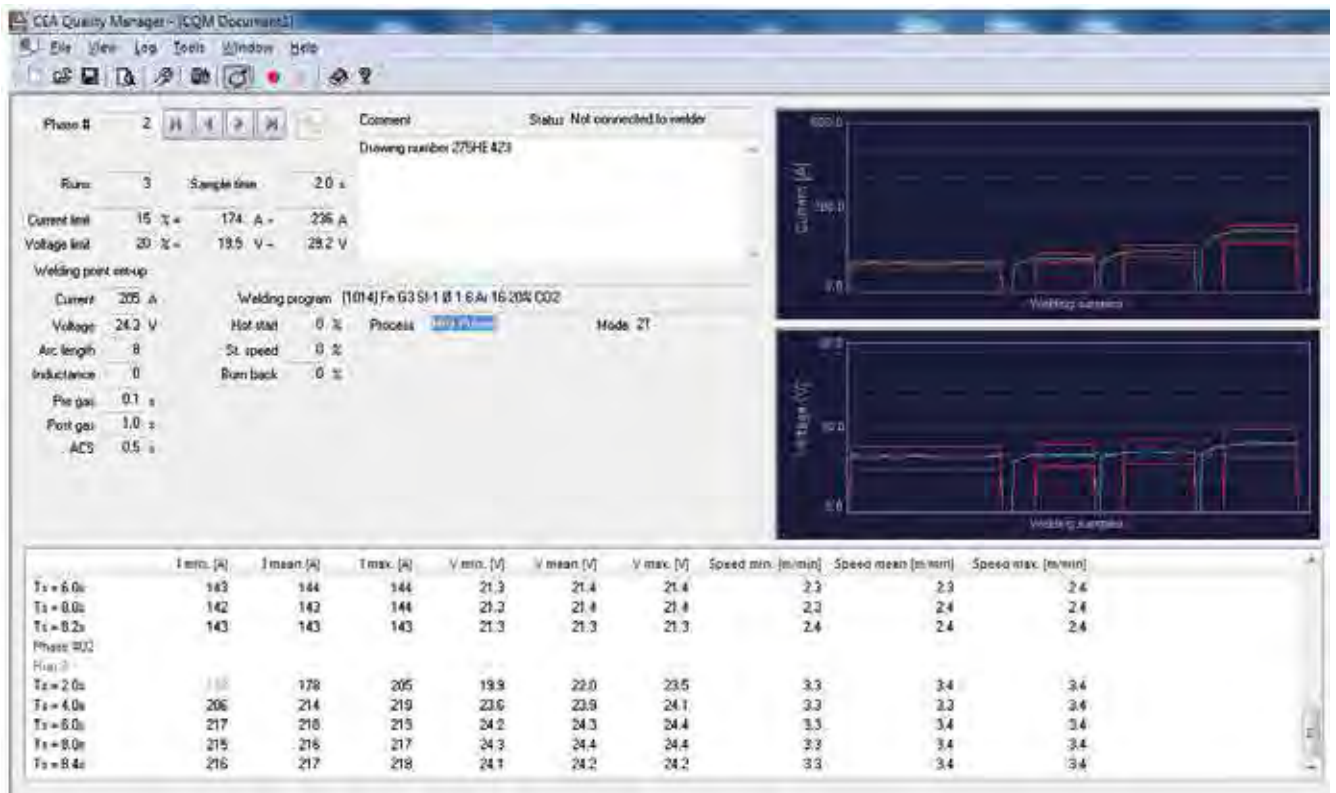 CEA Quality Manager - [CQM Document1]
File View Log Tools Window Help
Phase # 2 Comment Status Not connected to welder
Drawing number 275HE423
Runs 3 Sample time 2.0 s
Current limit 15 % = 174 A - 236 A
Voltage limit 20 % = 19.5 V - 29.2 V
Welding point set-up
Current 205 A Welding program [1014] Fe G3 SI-1 Ø 1.6 Ar 16-20% CO2
Voltage 24.3 V Hot start 0 % Process Mode 2T
Arc length 8 St. speed 0 %
Inductance 0 Burn back 0 %
Pre gas 0.1 s
Post gas 1.0 s
ACS 0.5 s
Current [A]
0.0
Welding samples
Voltage [V]
0.0
Welding samples
I min. [A] I mean [A] I max. [A] V min. [V] V mean [V] V max. [V] Speed min. [m/min] Speed mean [m/min] Speed max. [m/min]
Ts = 6.0s 143 144 144 21.3 21.4 21.4 2.3 2.3 2.4
Ts = 8.0s 142 143 144 21.3 21.4 21.4 2.3 2.4 2.4
Ts = 8.2s 143 143 143 21.3 21.3 21.3 2.4 2.4 2.4
Phase #02
Run 3
Ts = 2.0s 178 205 19.9 22.0 23.5 3.3 3.4 3.4
Ts = 4.0s 206 214 219 23.6 23.9 24.1 3.3 3.3 3.4
Ts = 6.0s 217 218 219 24.2 24.3 24.4 3.3 3.4 3.4
Ts = 8.0s 215 216 217 24.3 24.4 24.4 3.3 3.4 3.4
Ts = 8.4s 216 217 218 24.1 24.2 24.2 3.3 3.4 3.4